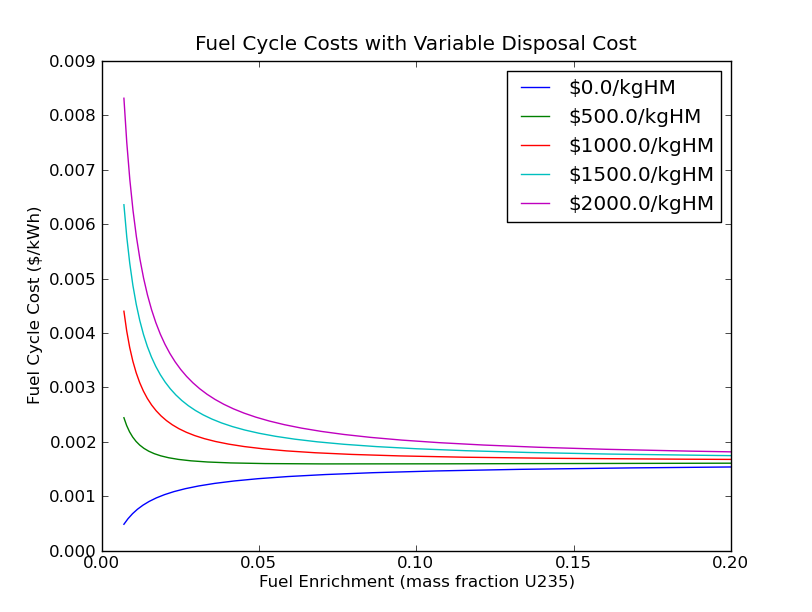 Fuel Cycle Costs with Variable Disposal Cost
0.009
0.008
0.007
0.006
0.005
0.004
0.003
0.002
0.001
0.000
Fuel Cycle Cost ($/kWh)
$0.0/kgHM
$500.0/kgHM
$1000.0/kgHM
$1500.0/kgHM
$2000.0/kgHM
0.00 0.05 0.10 0.15 0.20
Fuel Enrichment (mass fraction U235)